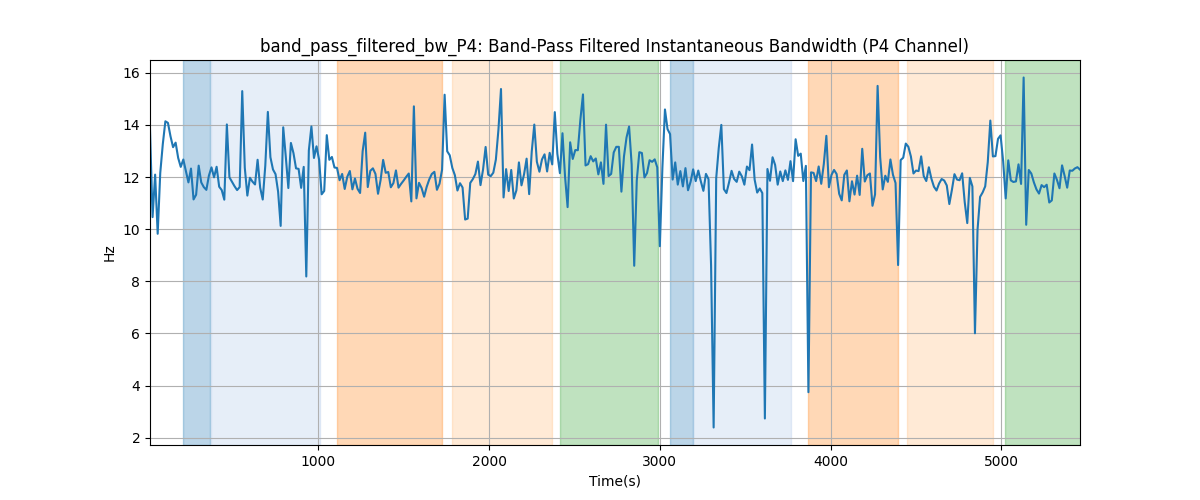 band_pass_filtered_bw_P4: Band-Pass Filtered Instantaneous Bandwidth (P4 Channel)
16
14
12
10
8
6
4
2
Hz
1000 2000 3000 4000 5000
Time(s)